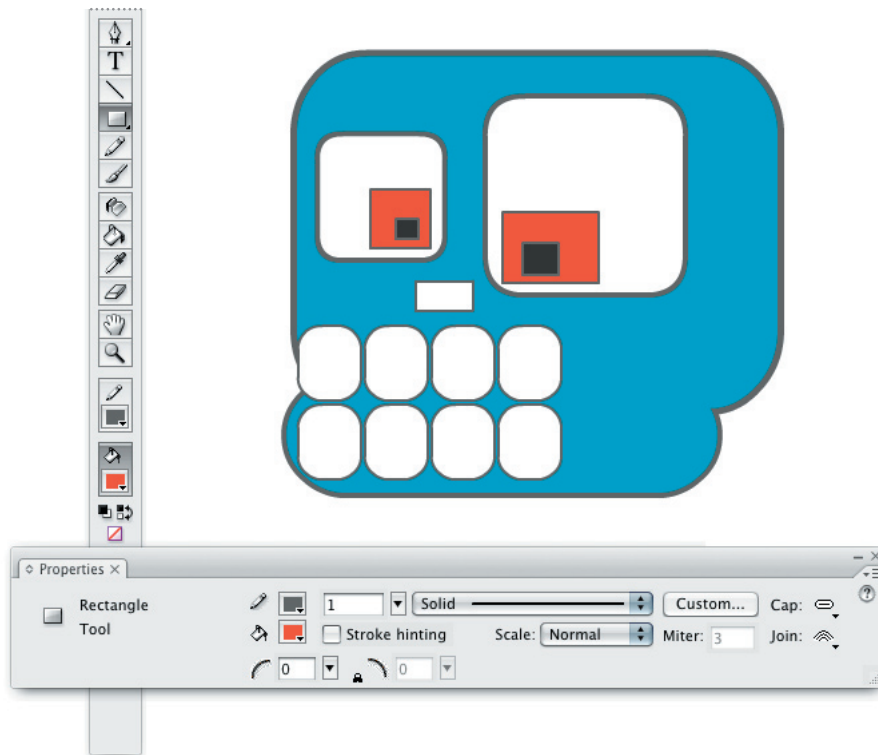 T
Properties
Rectangle
Tool
1
Solid
Custom...
Cap:
Stroke hinting
Scale: Normal
Miter: 3
Join:
0
0